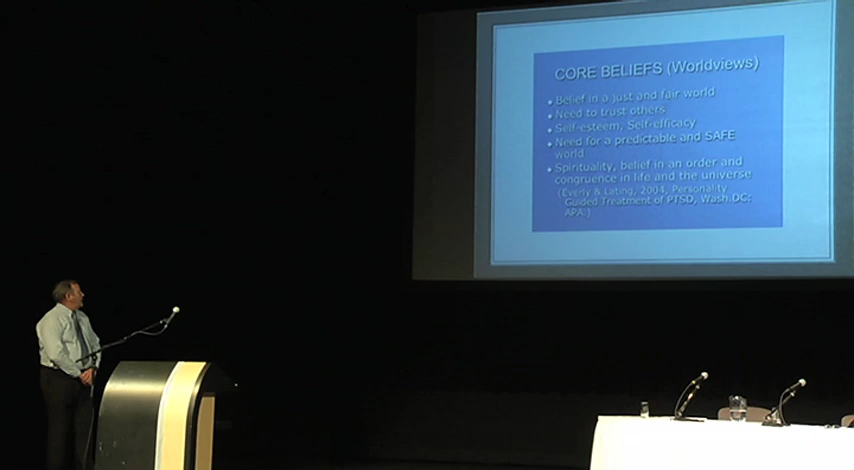 CORE BELIEFS (Worldviews)
Belief in a just and fair world
Need to trust others
Self-esteem, Self-efficacy
Need for a predictable and SAFE
world
Spirituality, belief in an order and
congruence in life and the universe
(Everly & Lating, 2004, Personality
Guided Treatment of PTSD, Wash.DC:
APA.)